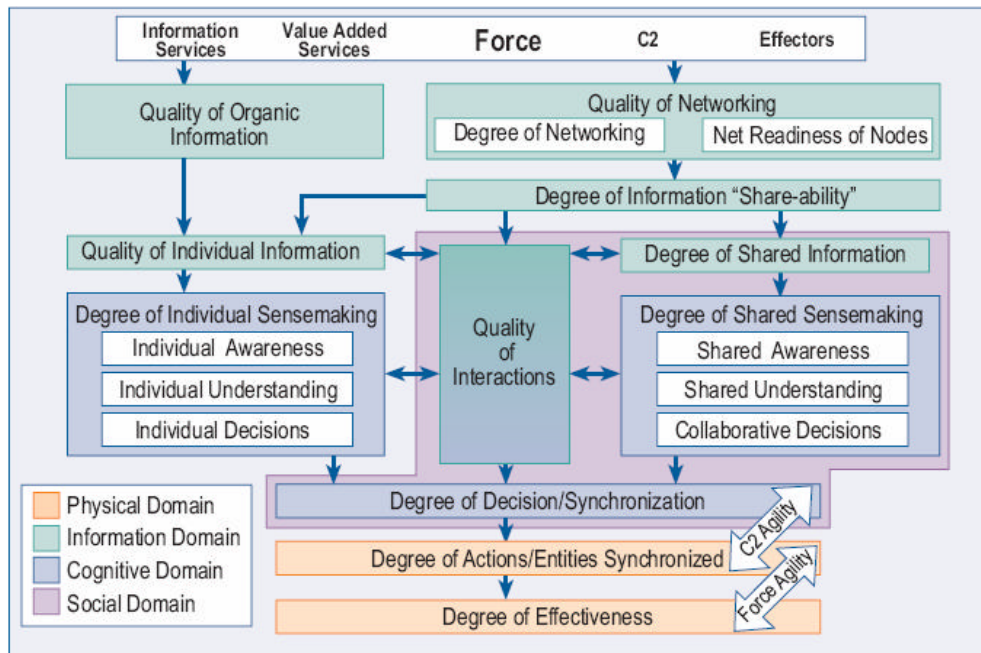 Information Services
Value Added Services
Force
C2
Effectors
Quality of Organic
Information
Quality of Networking
Degree of Networking
Net Readiness of Nodes
Degree of Information “Share-ability”
Quality of Individual Information
Degree of Shared Information
Degree of Individual Sensemaking
Individual Awareness
Individual Understanding
Individual Decisions
Quality
of
Interactions
Degree of Shared Sensemaking
Shared Awareness
Shared Understanding
Collaborative Decisions
Degree of Decision/Synchronization
C2 Agility
Degree of Actions/Entities Synchronized
Force Agility
Degree of Effectiveness
Physical Domain
Information Domain
Cognitive Domain
Social Domain